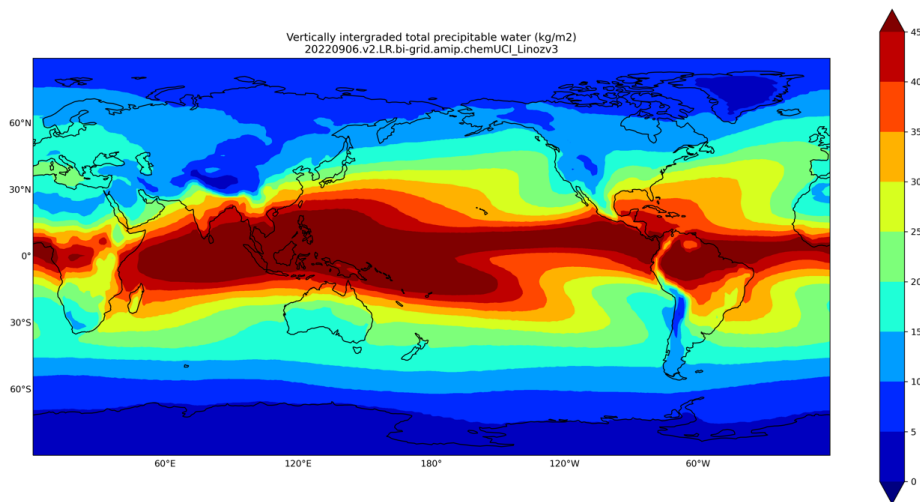 Vertically intergraded total precipitable water (kg/m2)
20220906.v2.LR.bi-grid.amip.chemUCI_Linozv3
45
40
35
30
25
20
15
10
5
0
60°N
30°N
0°
30°S
60°S
60°E 120°E 180° 120°W 60°W